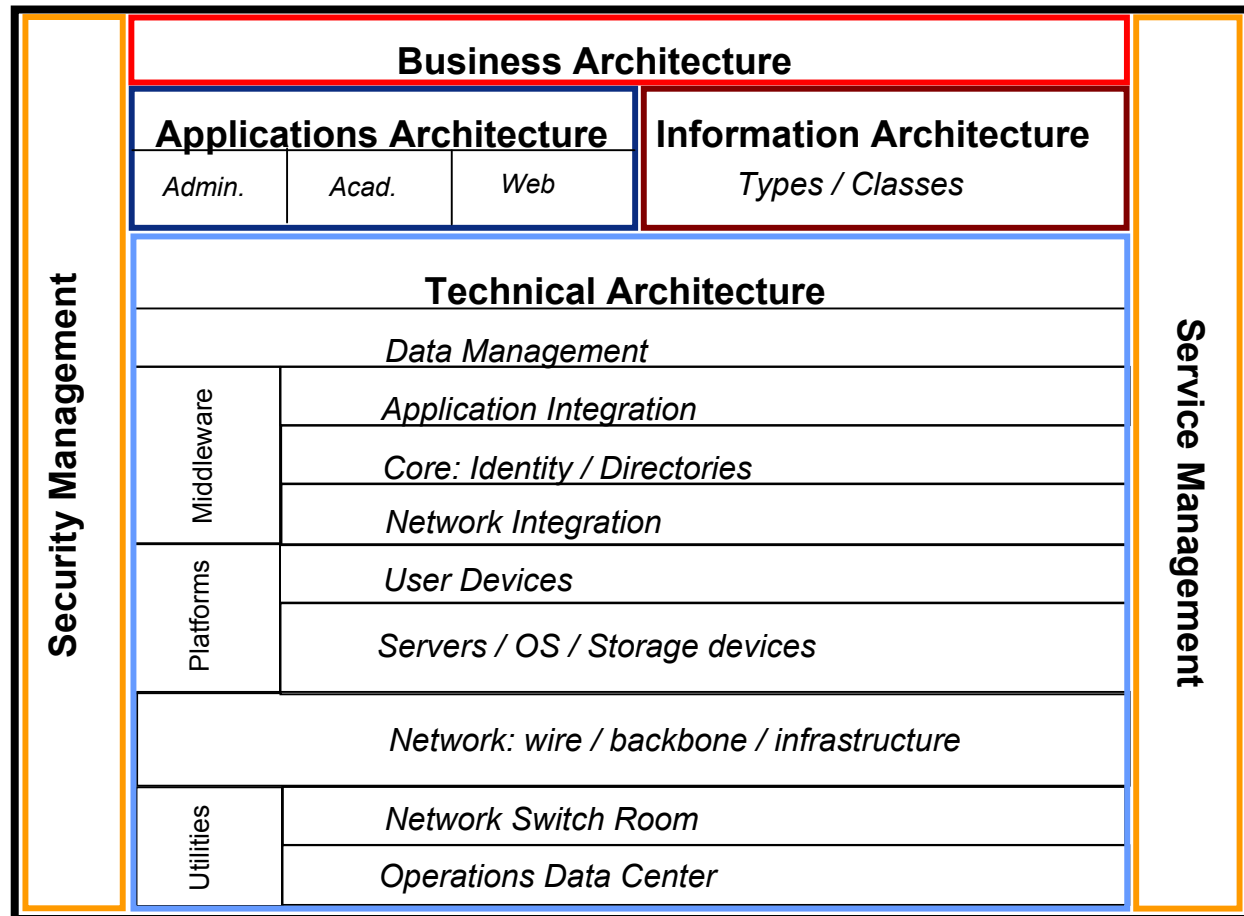 Security Management
Business Architecture
Applications Architecture
Admin.
Acad.
Web
Information Architecture
Types / Classes
Technical Architecture
Data Management
Middleware
Application Integration
Core: Identity / Directories
Network Integration
Platforms
User Devices
Servers / OS / Storage devices
Network: wire / backbone / infrastructure
Utilities
Network Switch Room
Operations Data Center
Service Management